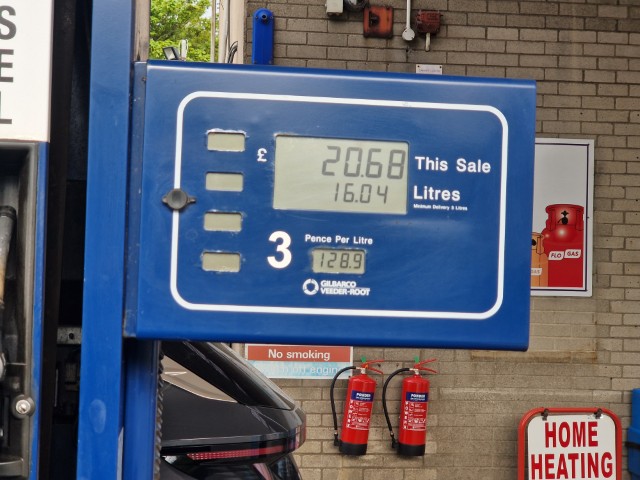 S
E
L
£
20.68
This Sale
16.04
Litres
Minimum Delivery 5 Litres
3
Pence Per Litre
128.9
GILBARCO
VEEDER-ROOT
FLO GAS
No smoking
HOME
HEATING